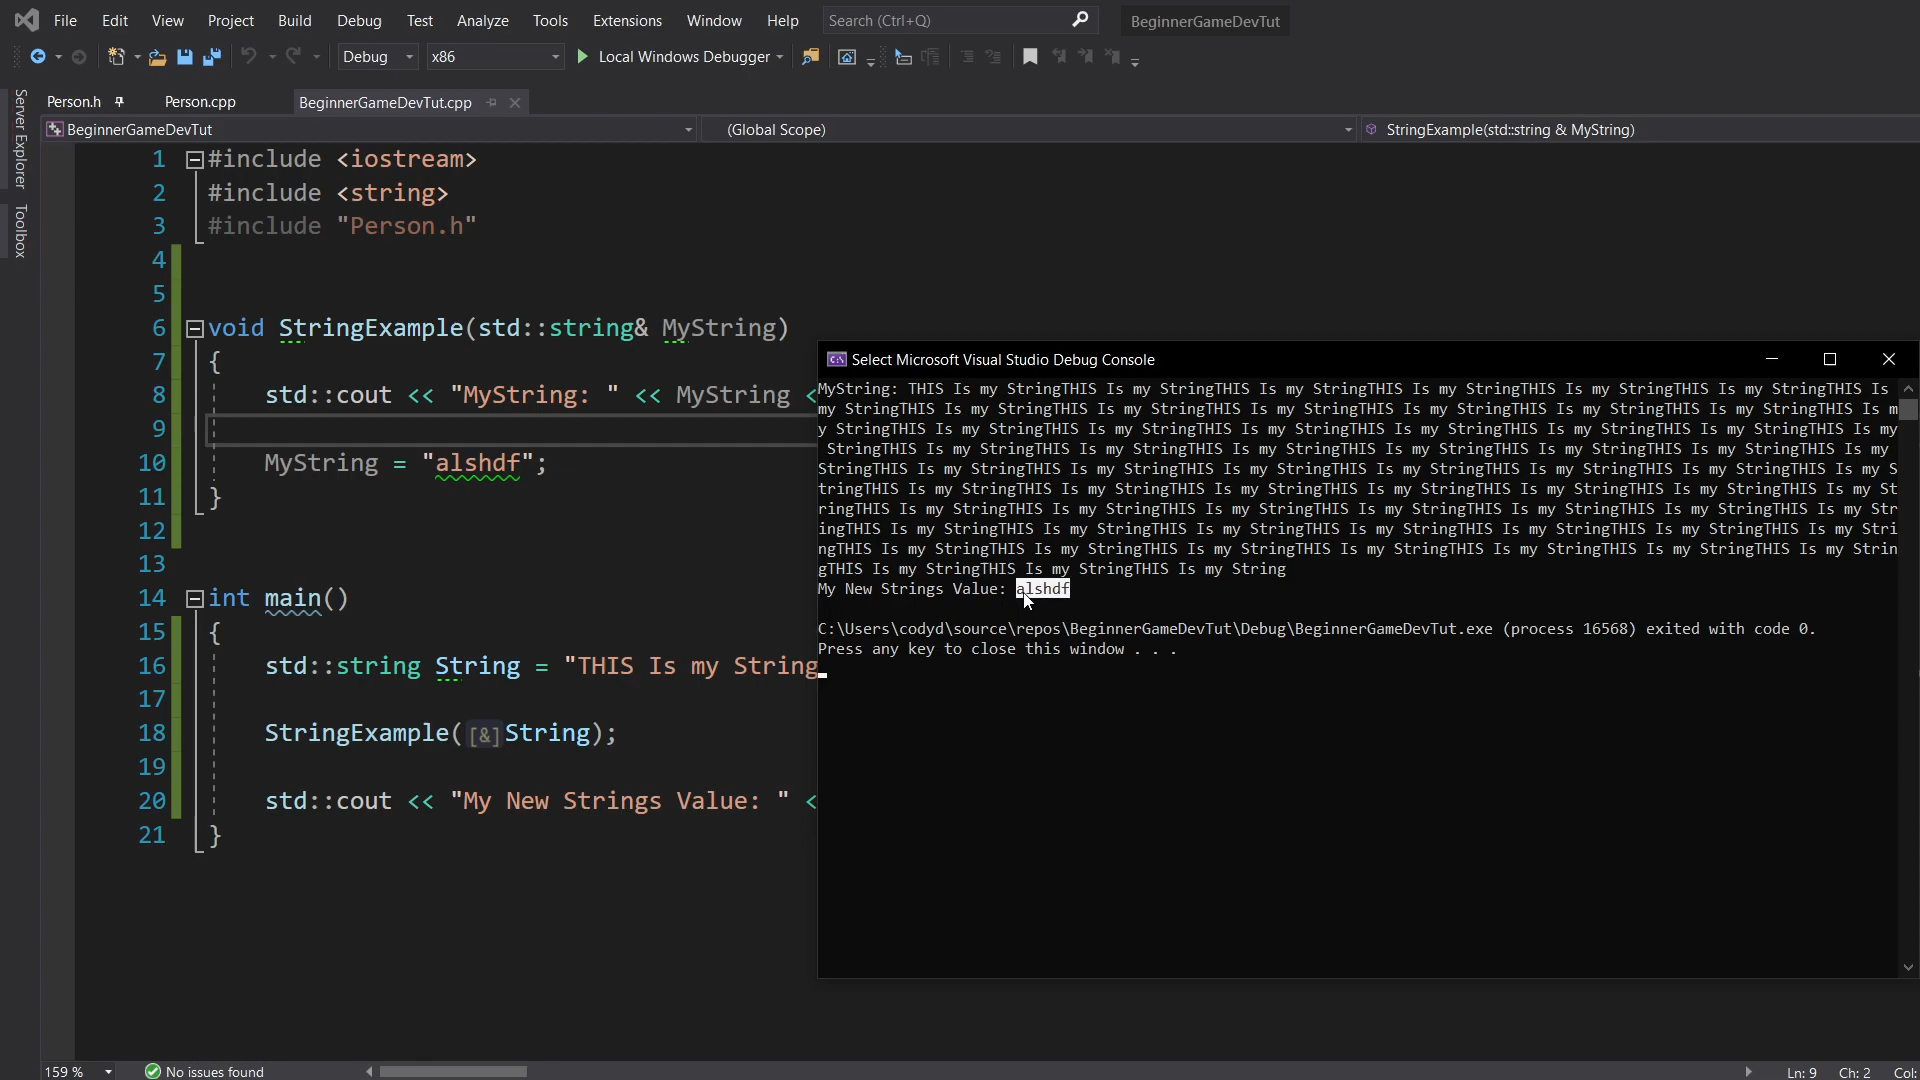 File Edit View Project Build Debug Test Analyze Tools Extensions Window Help Search (Ctrl+Q) BeginnerGameDevTut
Debug x86 Local Windows Debugger
Server Explorer
Toolbox
Person.h Person.cpp BeginnerGameDevTut.cpp
BeginnerGameDevTut (Global Scope) StringExample(std::string & MyString)
1 #include <iostream>
2 #include <string>
3 #include "Person.h"
4
5
6 void StringExample(std::string& MyString)
7 {
8 std::cout << "MyString: " << MyString <
9
10 MyString = "alshdf";
11 }
12
13
14 int main()
15 {
16 std::string String = "THIS Is my String
17
18 StringExample([&]String);
19
20 std::cout << "My New Strings Value: " <
21 }
Select Microsoft Visual Studio Debug Console
MyString: THIS Is my StringTHIS Is my StringTHIS Is my StringTHIS Is my StringTHIS Is my StringTHIS Is my StringTHIS Is
my StringTHIS Is my StringTHIS Is my StringTHIS Is my StringTHIS Is my StringTHIS Is my StringTHIS Is my StringTHIS Is m
y StringTHIS Is my StringTHIS Is my StringTHIS Is my StringTHIS Is my StringTHIS Is my StringTHIS Is my StringTHIS Is my
StringTHIS Is my StringTHIS Is my StringTHIS Is my StringTHIS Is my StringTHIS Is my StringTHIS Is my StringTHIS Is my
StringTHIS Is my StringTHIS Is my StringTHIS Is my StringTHIS Is my StringTHIS Is my StringTHIS Is my StringTHIS Is my S
tringTHIS Is my StringTHIS Is my StringTHIS Is my StringTHIS Is my StringTHIS Is my StringTHIS Is my StringTHIS Is my St
ringTHIS Is my StringTHIS Is my StringTHIS Is my StringTHIS Is my StringTHIS Is my StringTHIS Is my StringTHIS Is my Str
ingTHIS Is my StringTHIS Is my StringTHIS Is my StringTHIS Is my StringTHIS Is my StringTHIS Is my StringTHIS Is my Stri
ngTHIS Is my StringTHIS Is my StringTHIS Is my StringTHIS Is my StringTHIS Is my StringTHIS Is my StringTHIS Is my Strin
gTHIS Is my StringTHIS Is my StringTHIS Is my String
My New Strings Value: alshdf
C:\Users\codyd\source\repos\BeginnerGameDevTut\Debug\BeginnerGameDevTut.exe (process 16568) exited with code 0.
Press any key to close this window . . .
159 % No issues found Ln: 9 Ch: 2 Col: